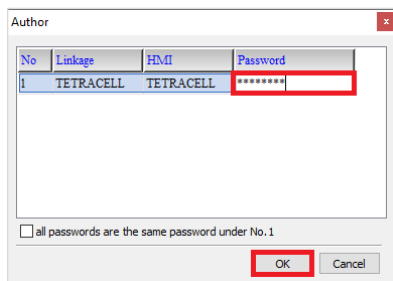 Author
x
No Linkage HMI Password
1 TETRACELL TETRACELL ********
all passwords are the same password under No.1
OK Cancel